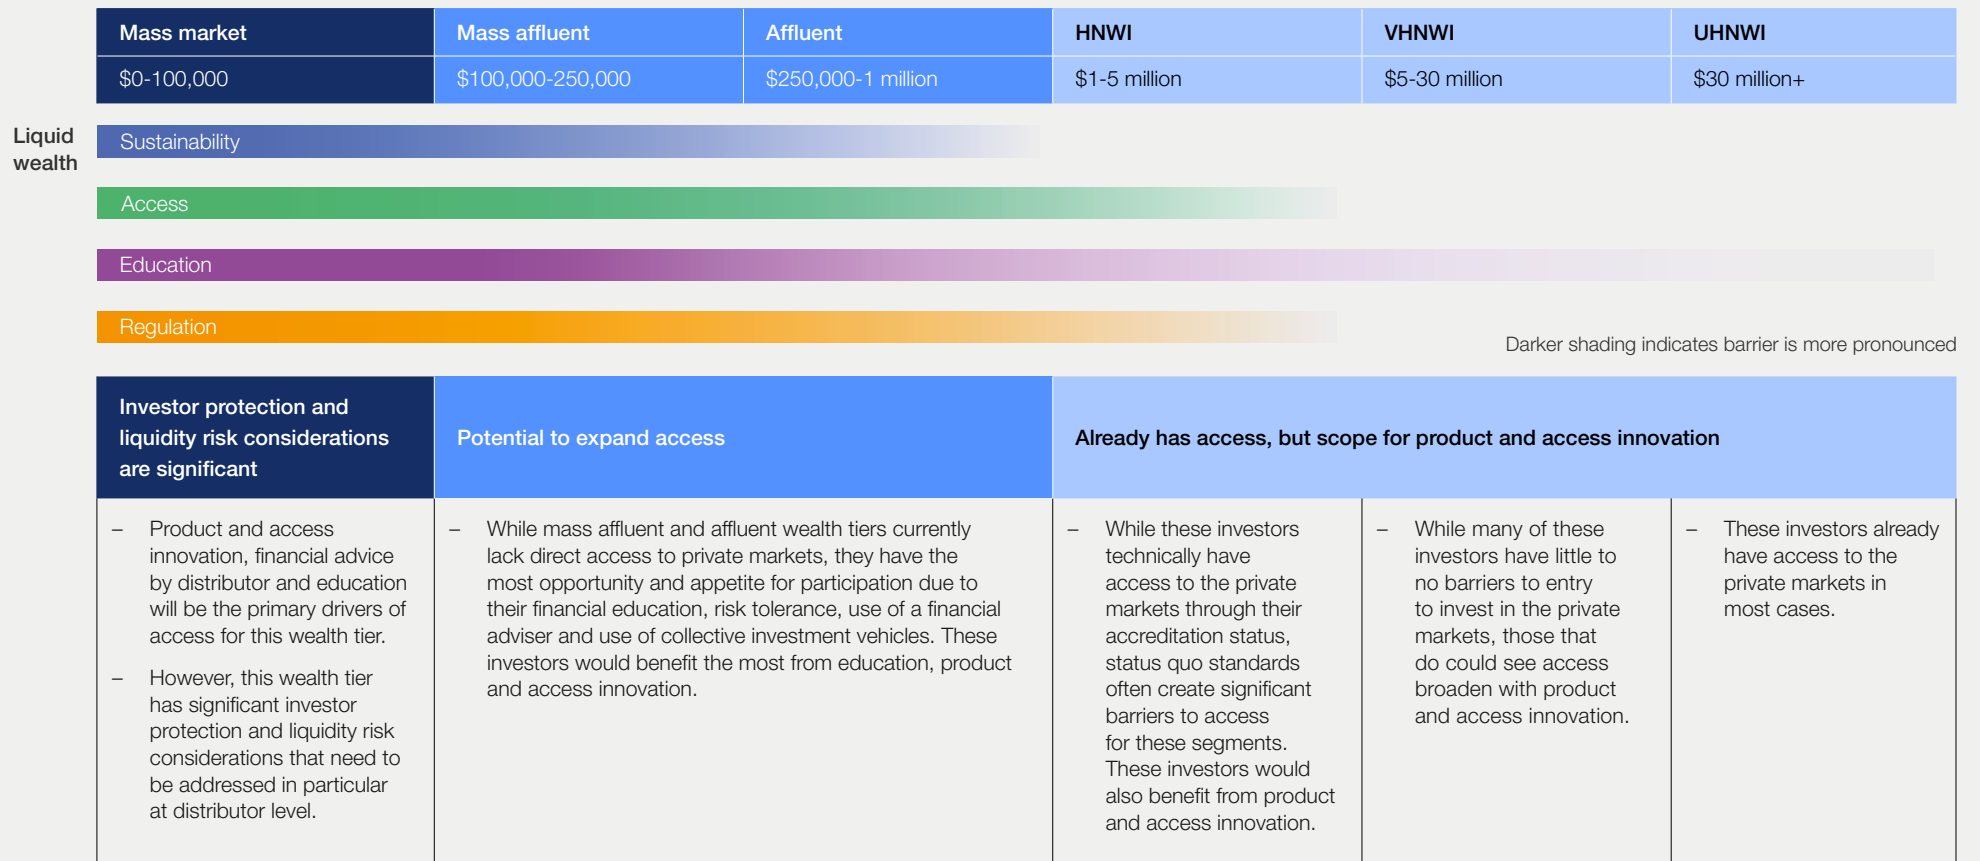 Mass market
Mass affluent
Affluent
HNWI
VHNWI
UHNWI
$0-100,000
$100,000-250,000
$250,000-1 million
$1-5 million
$5-30 million
$30 million+
Liquid
wealth
Sustainability
Access
Education
Regulation
Darker shading indicates barrier is more pronounced
Investor protection and
liquidity risk considerations
are significant
Potential to expand access
Already has access, but scope for product and access innovation
– Product and access
innovation, financial advice
by distributor and education
will be the primary drivers of
access for this wealth tier.
– However, this wealth tier
has significant investor
protection and liquidity risk
considerations that need to
be addressed in particular
at distributor level.
– While mass affluent and affluent wealth tiers currently
lack direct access to private markets, they have the
most opportunity and appetite for participation due to
their financial education, risk tolerance, use of a financial
adviser and use of collective investment vehicles. These
investors would benefit the most from education, product
and access innovation.
– While these investors
technically have
access to the private
markets through their
accreditation status,
status quo standards
often create significant
barriers to access
for these segments.
These investors would
also benefit from product
and access innovation.
– While many of these
investors have little to
no barriers to entry
to invest in the private
markets, those that
do could see access
broaden with product
and access innovation.
– These investors already
have access to the
private markets in
most cases.